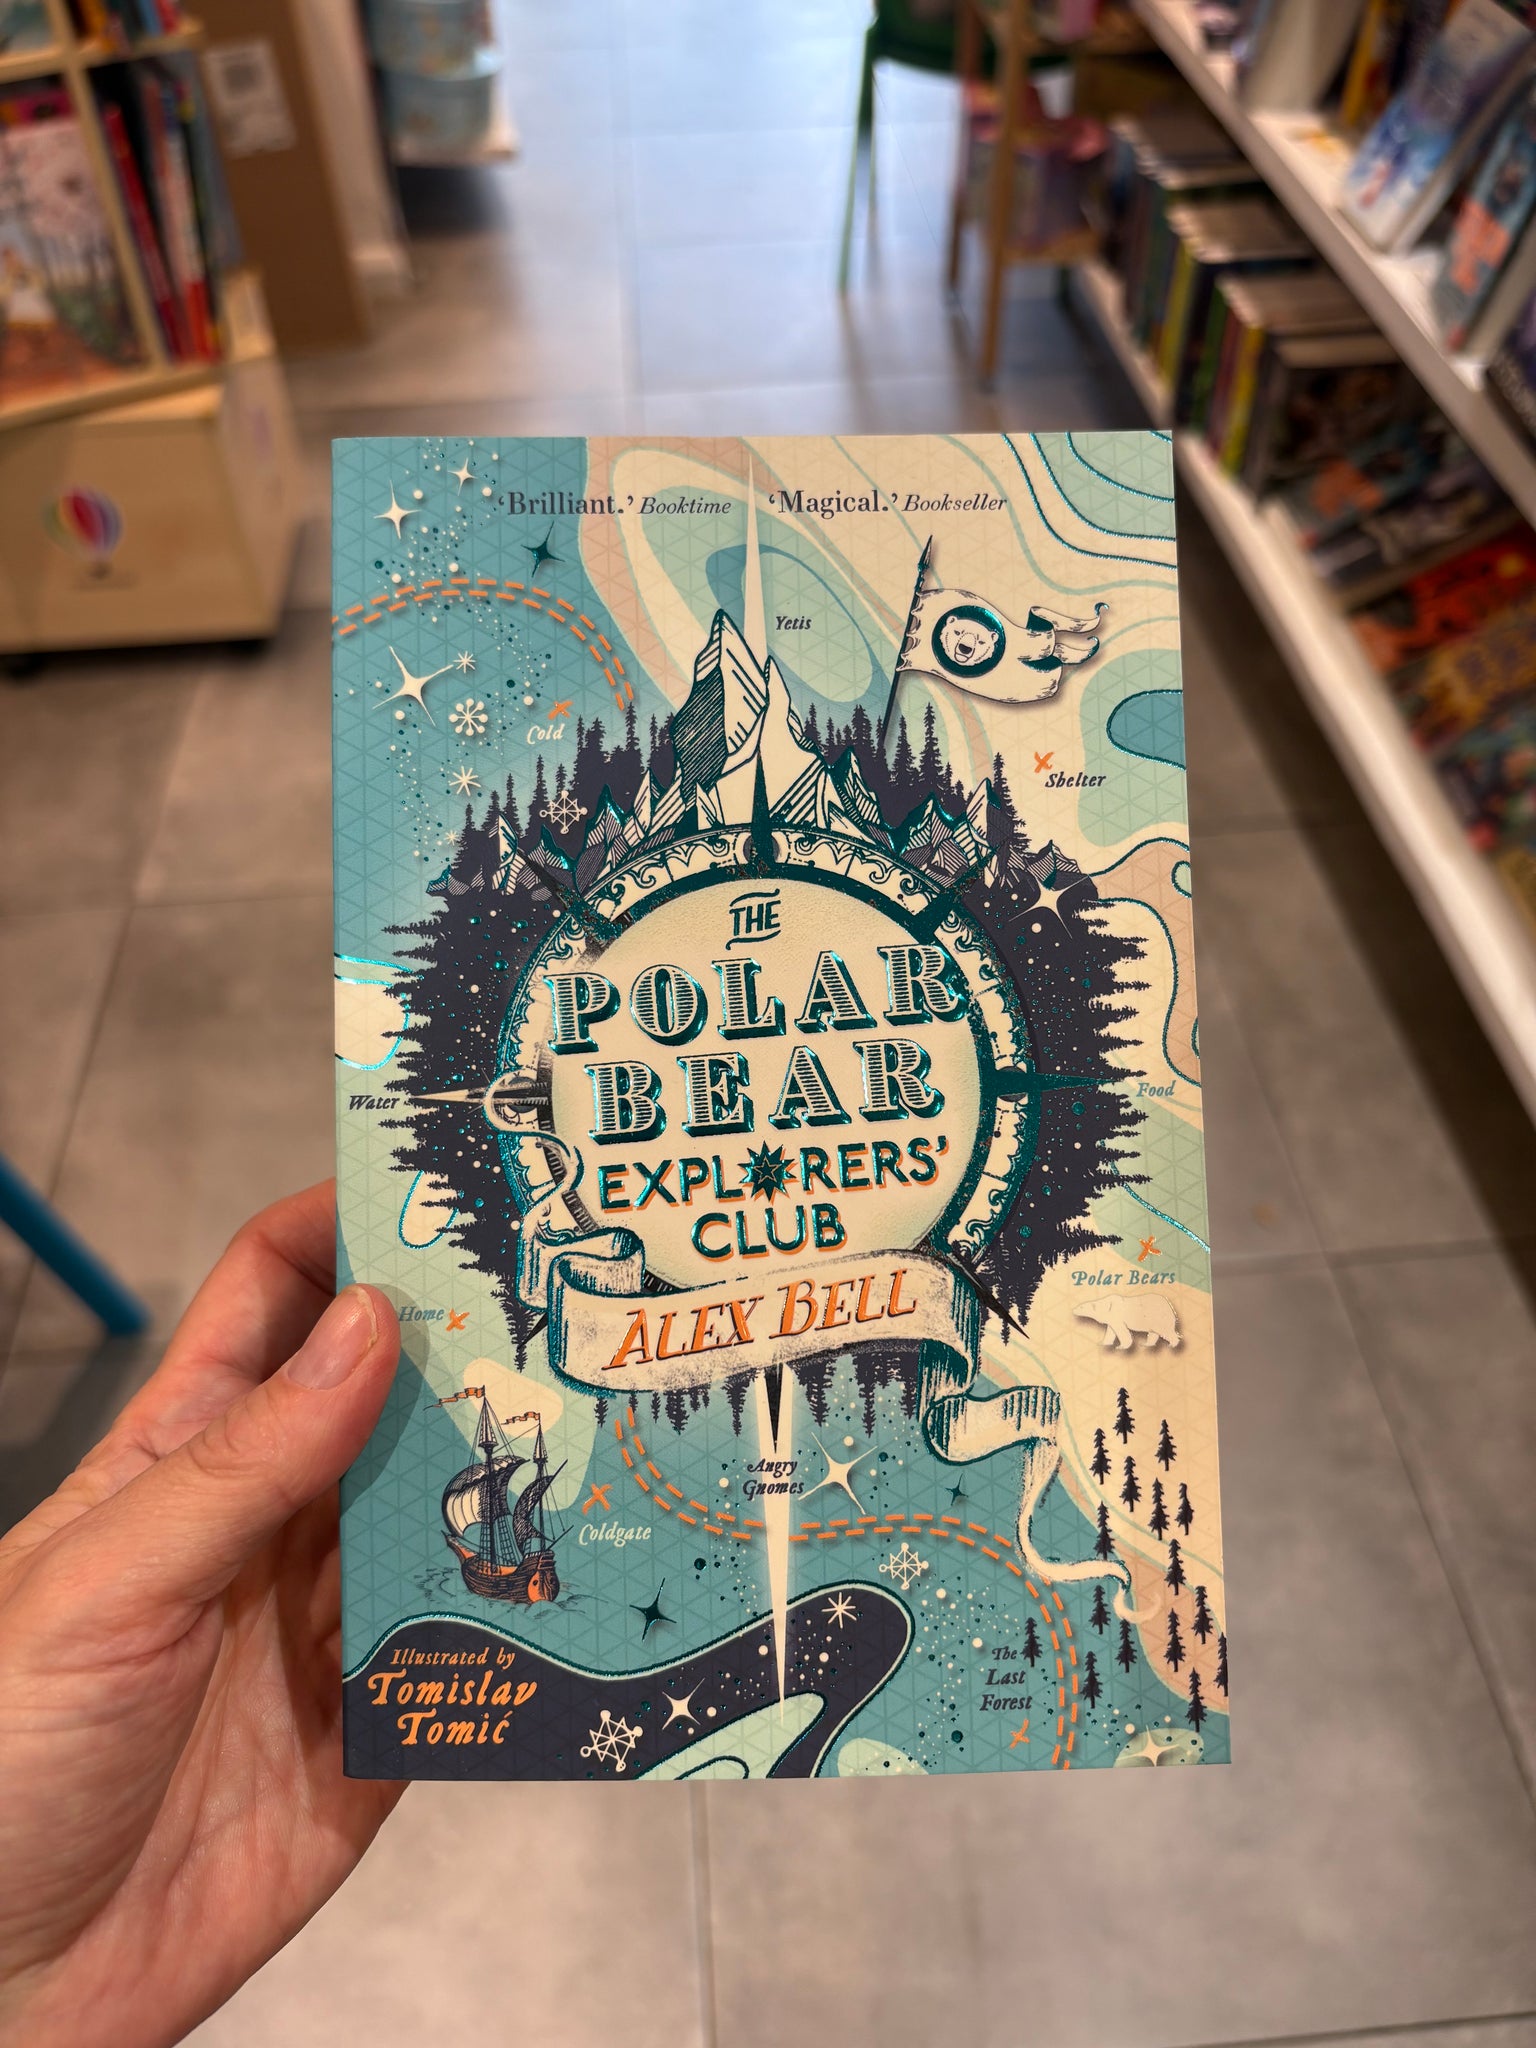 ‘Brilliant.’ Booktime ‘Magical.’ Bookseller
Yetis
Cold
Shelter
THE
POLAR
BEAR
EXPLORERS’
CLUB
ALEX BELL
Water
Food
Polar Bears
Home
Angry
Gnomes
Coldgate
Illustrated by
Tomislav
Tomić
The
Last
Forest